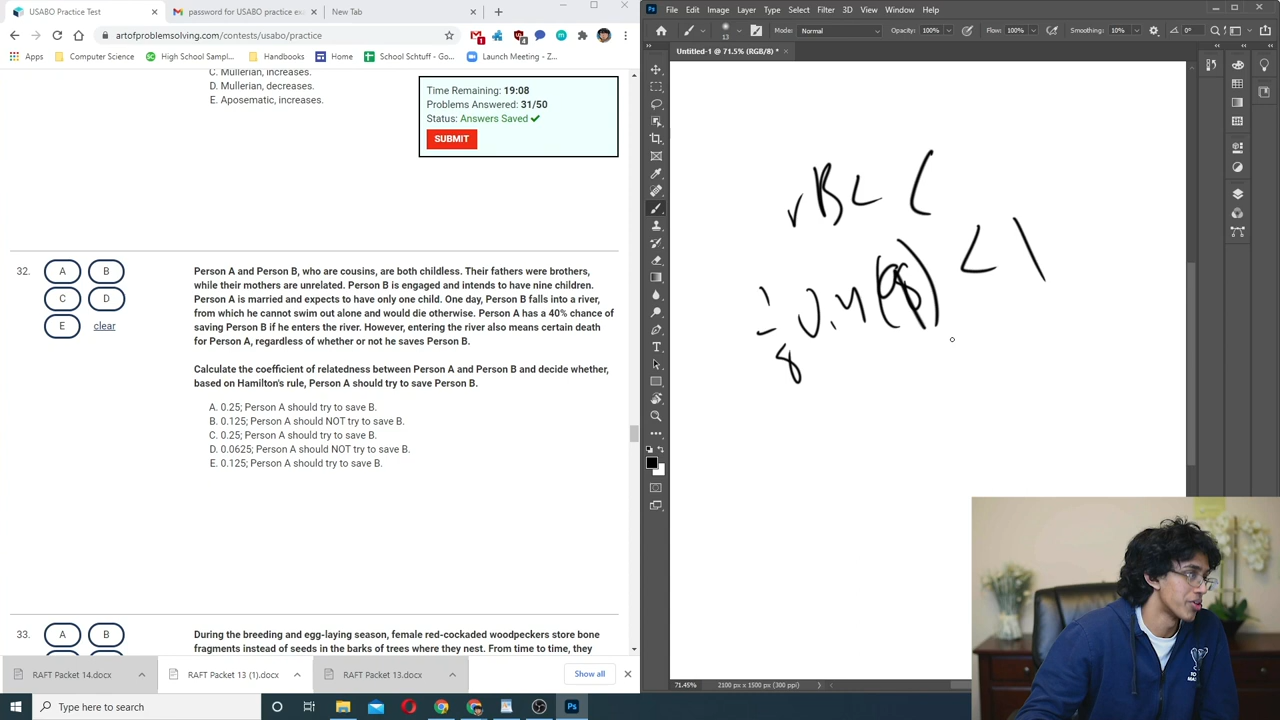 USABO Practice Test
password for USABO practice ex
New Tab
artofproblemsolving.com/contests/usabo/practice
Apps
Computer Science
High School Sampl...
Handbooks
Home
School Schtuff - Go...
Launch Meeting - Z...
C. Mullerian, increases.
D. Mullerian, decreases.
E. Aposematic, increases.
Time Remaining: 19:08
Problems Answered: 31/50
Status: Answers Saved ✔
SUBMIT
32.
A B
C D
E clear
Person A and Person B, who are cousins, are both childless. Their fathers were brothers,
while their mothers are unrelated. Person B is engaged and intends to have nine children.
Person A is married and expects to have only one child. One day, Person B falls into a river,
from which he cannot swim out alone and would die otherwise. Person A has a 40% chance of
saving Person B if he enters the river. However, entering the river also means certain death
for Person A, regardless of whether or not he saves Person B.
Calculate the coefficient of relatedness between Person A and Person B and decide whether,
based on Hamilton's rule, Person A should try to save Person B.
A. 0.25; Person A should try to save B.
B. 0.125; Person A should NOT try to save B.
C. 0.25; Person A should try to save B.
D. 0.0625; Person A should NOT try to save B.
E. 0.125; Person A should try to save B.
33.
A B
During the breeding and egg-laying season, female red-cockaded woodpeckers store bone
fragments instead of seeds in the barks of trees where they nest. From time to time, they
RAFT Packet 14.docx
RAFT Packet 13 (1).docx
RAFT Packet 13.docx
Show all
Type here to search
File Edit Image Layer Type Select Filter 3D View Window Help
13
Mode: Normal
Opacity: 100%
Flow: 100%
Smoothing: 10%
0°
Untitled-1 @ 71.5% (RGB/8) *
rB < C
1/8 0.4 < 1
71.45%
2100 px x 1500 px (300 ppi)